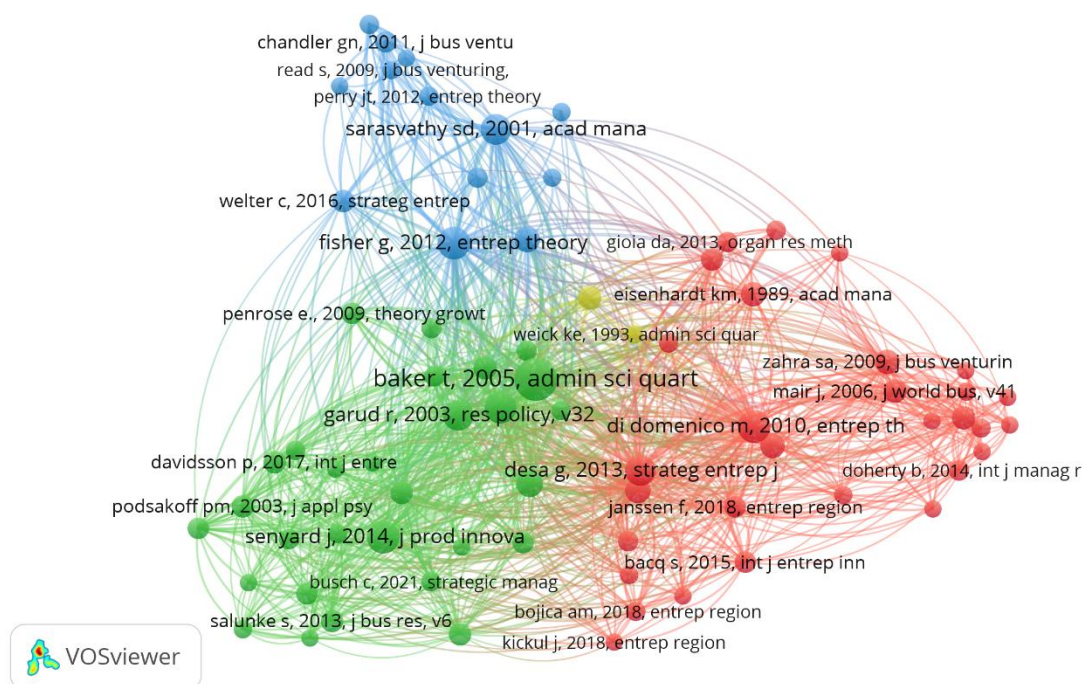 chandler gn, 2011, j bus ventu
read s, 2009, j bus venturing,
perry jt, 2012, entrep theory
sarasvathy sd, 2001, acad mana
welter c, 2016, strateg entrep
fisher g, 2012, entrep theory
gioia da, 2013, organ res meth
eisenhardt km, 1989, acad mana
penrose e., 2009, theory growt
weick ke, 1993, admin sci quar
zahra sa, 2009, j bus venturin
baker t, 2005, admin sci quart
mair j, 2006, j world bus, v41
garud r, 2003, res policy, v32
di domenico m, 2010, entrep th
davidsson p, 2017, int j entre
desa g, 2013, strateg entrep j
doherty b, 2014, int j manag r
podsakoff pm, 2003, j appl psy
janssen f, 2018, entrep region
senyard j, 2014, j prod innova
bacq s, 2015, int j entrep inn
busch c, 2021, strategic manag
bojica am, 2018, entrep region
salunke s, 2013, j bus res, v6
kickul j, 2018, entrep region
VOSviewer